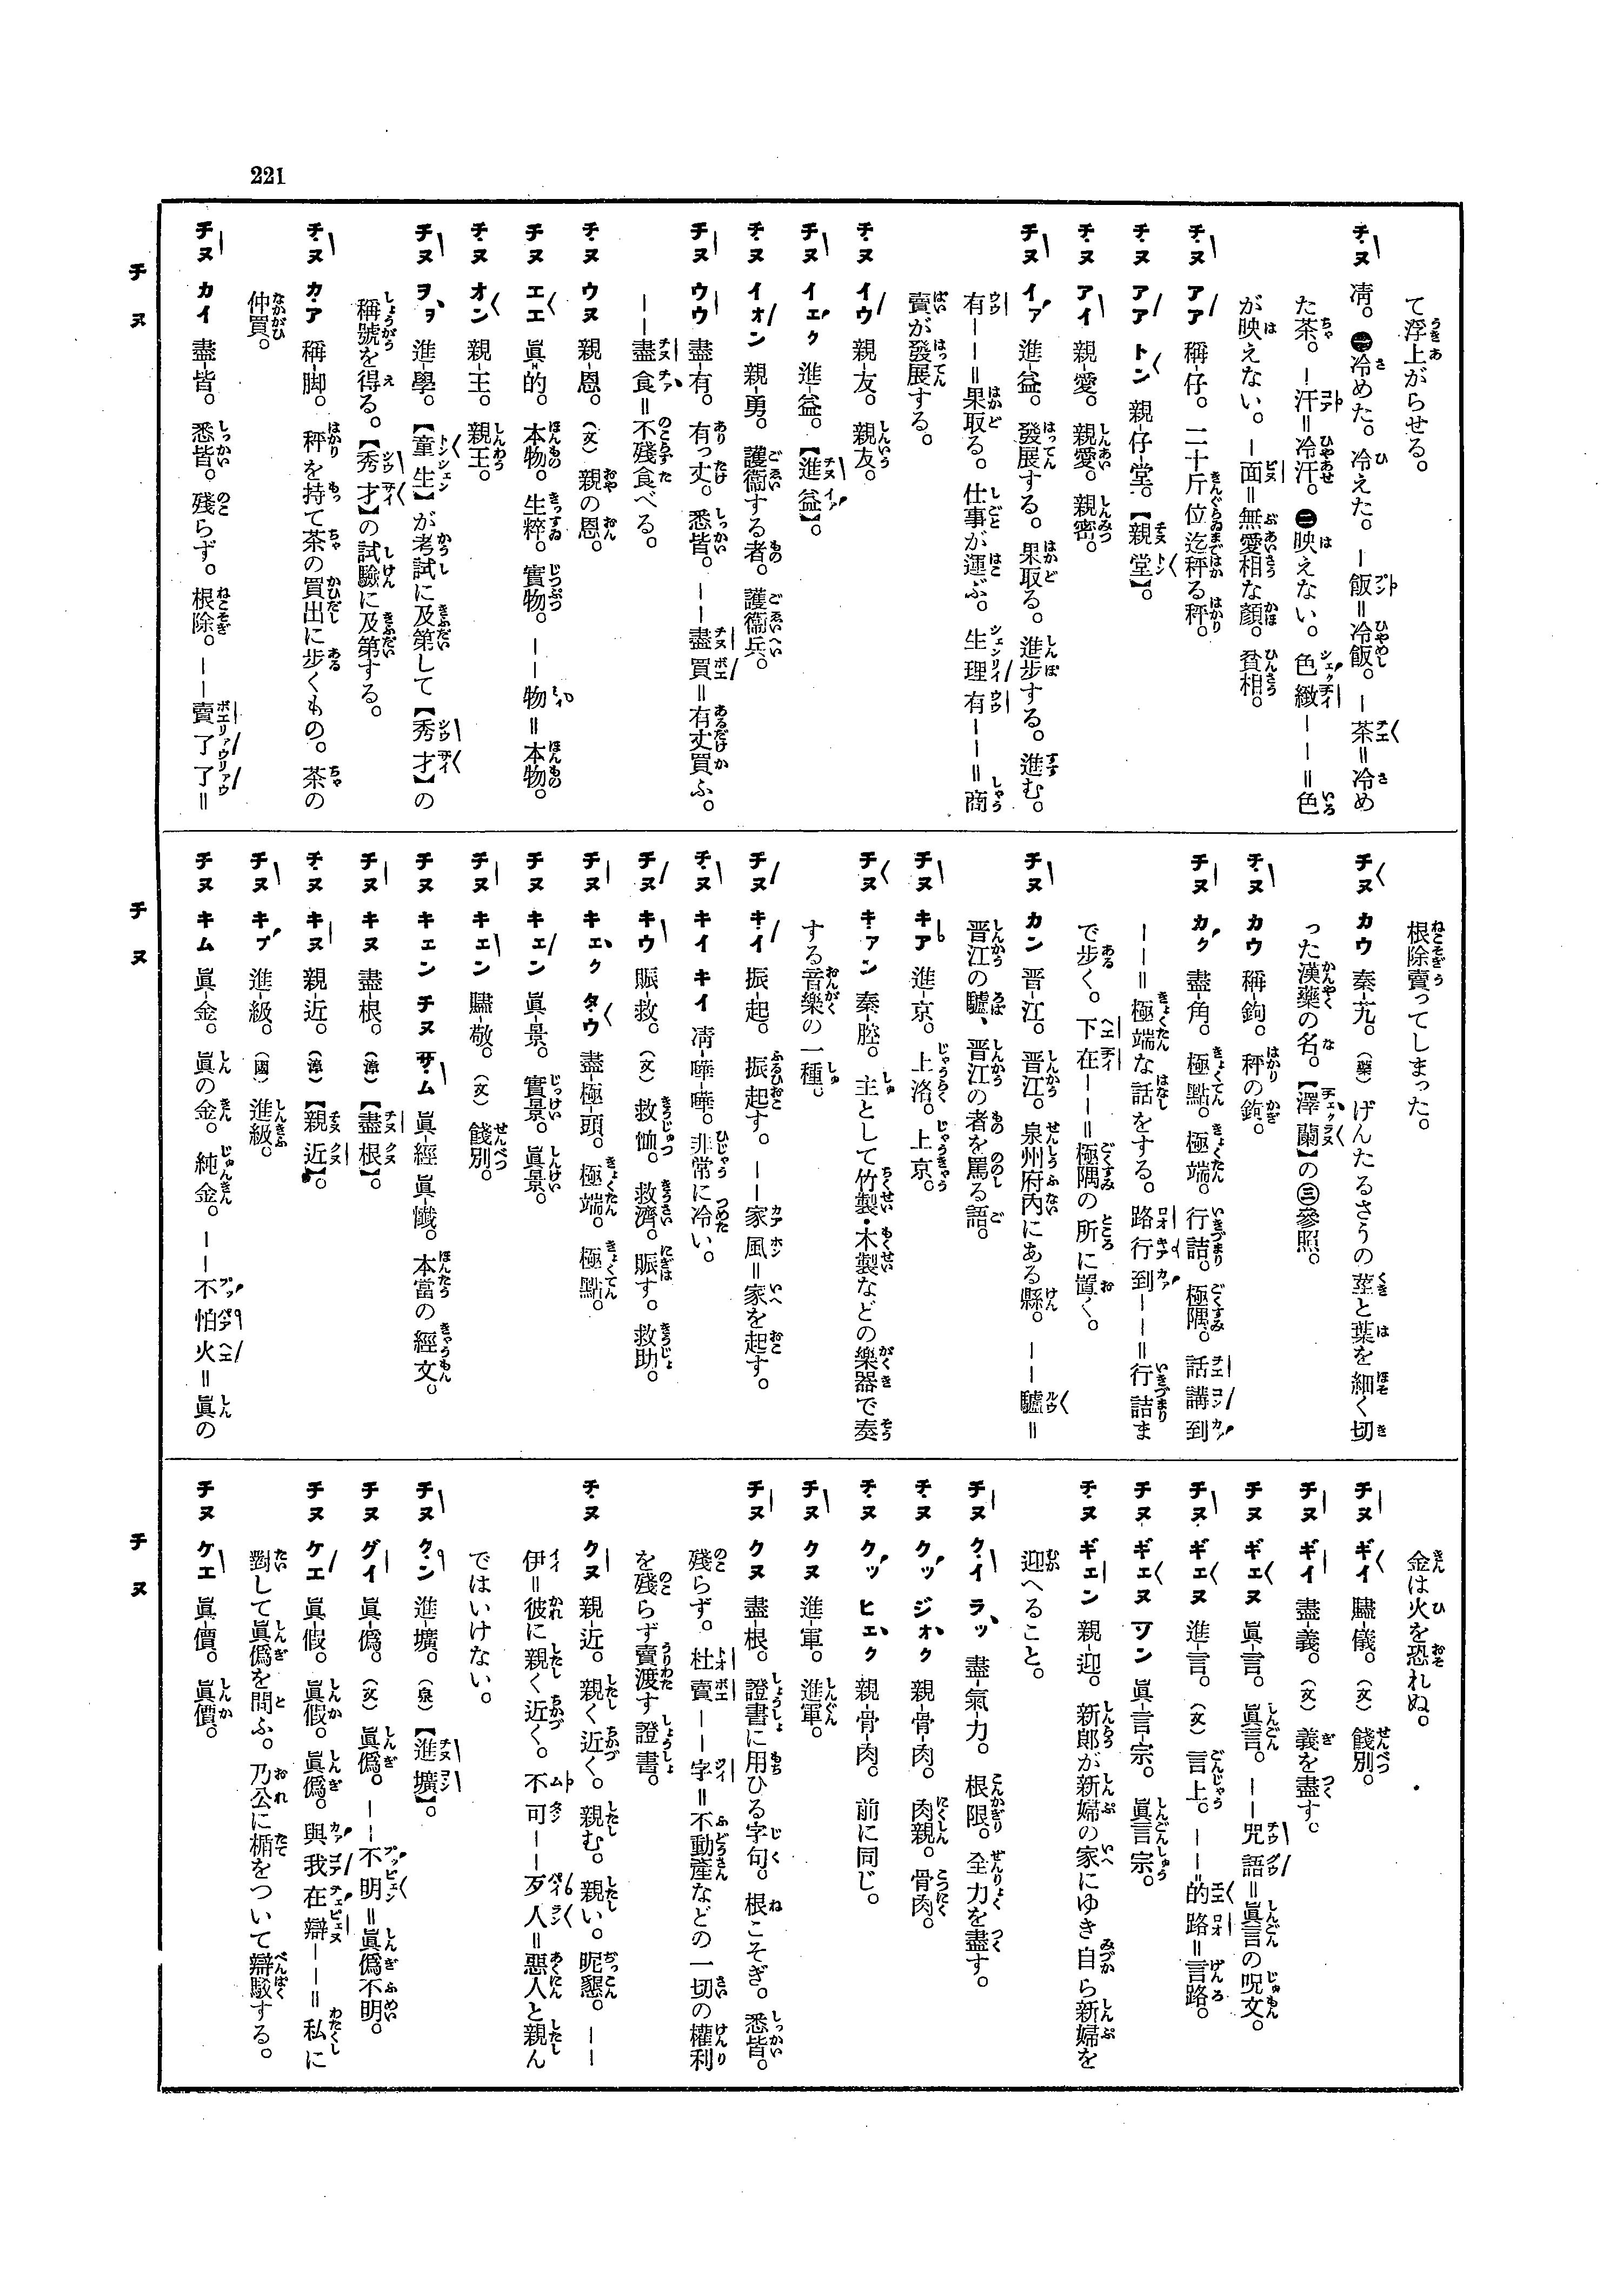 221
て浮上がらせる。
チヌ 凊。㊀冷めた。冷えた。―飯＝冷飯。―茶＝冷め
た茶。―汗＝冷汗。㊁映えない。色緻――＝色
が映えない。―面＝無愛相な顏。貧相。
チヌ アア 稱-仔。二十斤位迄秤る秤。
チヌ アア トン 親-仔-堂。【親堂】。
チヌ アイ 親-愛。親愛。親密。
チヌ イァ 進-益。發展する。果取る。進步する。進む。
有――＝果取る。仕事が運ぶ。生理有――＝商
賣が發展する。
チヌ イウ 親-友。親友。
チヌ イェク 進-益。【進益】。
チヌ イォン 親-勇。護衞する者。護衞兵。
チヌ ウウ 盡-有。有っ丈。悉皆。――盡買＝有丈買ふ。
――盡食＝不殘食べる。
チヌ ウヌ 親-恩。（文）親の恩。
チヌ エエ 眞-的。本物。生粹。實物。――物＝本物。
チヌ オン 親-王。親王。
チヌ ヲヲ 進-學。【童生】が考試に及第して【秀才】の
稱號を得る。【秀才】の試驗に及第する。
チヌ カア 稱-脚。秤を持て茶の買出に步くもの。茶の
仲買。
チヌ カイ 盡-皆。悉皆。殘らず。根除。――賣了了＝
チ ヌ
根除賣ってしまった。
チヌ カウ 秦-艽。（藥）げんたるさうの莖と葉を細く切
った漢藥の名。【澤蘭】の㊂參照。
チヌ カウ 稱-鉤。秤の鉤。
チヌ カク 盡-角。極點。極端。行詰。極隅。話講到
――＝極端な話をする。路行到――＝行詰ま
で步く。下在――＝極隅の所に置く。
チヌ カン 晋-江。晋江。泉州府內にある縣。――驢＝
晋江の驢、晋江の者を罵る語。
チヌ キア 進-京。上洛。上京。
チヌ キァン 秦-腔。主として竹製・木製などの樂器で奏
する音樂の一種。
チヌ キイ 振-起。振起す。――家風＝家を起す。
チヌ キイ キイ 凊-嘩-嘩。非常に冷い。
チヌ キウ 賑-救。（文）救恤。救濟。賑す。救助。
チヌ キェク タウ 盡-極-頭。極端。極點。
チヌ キェン 眞-景。實景。眞景。
チヌ キェン 贐-敬。（文）餞別。
チヌ キェン チヌ サム 眞-經 眞-懺。本當の經文。
チヌ キヌ 盡-根。（漳）【盡根】。
チヌ キヌ 親-近。（漳）【親近】。
チヌ キプ 進-級。（國）進級。
チヌ キム 眞-金。眞の金。純金。――不怕火＝眞の
チ ヌ
金は火を恐れぬ。
チヌ ギイ 贐-儀。（文）餞別。
チヌ ギイ 盡-義。（文）義を盡す。
チヌ ギェヌ 眞-言。眞言。――咒語＝眞言の呪文。
チヌ ギェヌ 進-言。（文）言上。――的路＝言路。
チヌ ギェヌ ツン 眞-言-宗。眞言宗。
チヌ ギェン 親-迎。新郞が新婦の家にゆき自ら新婦を
迎へること。
チヌ クイ ラッ 盡-氣-力。根限。全力を盡す。
チヌ クッ ジォク 親-骨-肉。肉親。骨肉。
チヌ クッ ヒェク 親-骨-肉。前に同じ。
チヌ クヌ 進-軍。進軍。
チヌ クヌ 盡-根。證書に用ひる字句。根こそぎ。悉皆。
殘らず。杜賣――字＝不動產などの一切の權利
を殘らず賣渡す證書。
チヌ クヌ 親-近。親く近く。親む。親い。昵懇。――
伊＝彼に親く近く。不可――歹人＝惡人と親ん
ではいけない。
チヌ クン 進-壙。（泉）【進壙】。
チヌ グイ 眞-僞。（文）眞僞。――不明＝眞僞不明。
チヌ ケエ 眞-假。眞假。眞僞。與我在辯――＝私に
對して眞僞を問ふ。乃公に楯をついて辯駁する。
チヌ ケエ 眞-價。眞價。
チ ヌ